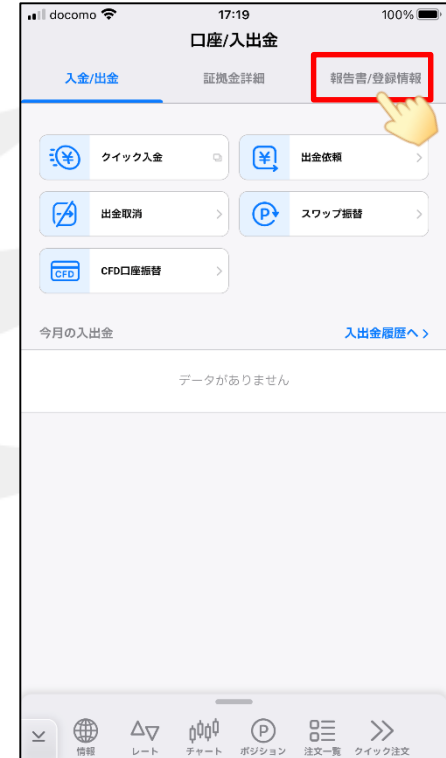 docomo 17:19 100%
口座/入出金
入金/出金 証拠金詳細 報告書/登録情報
クイック入金 出金依頼
出金取消 スワップ振替
CFD CFD口座振替
今月の入出金 入出金履歴へ
データがありません
情報 レート チャート ポジション 注文一覧 クイック注文